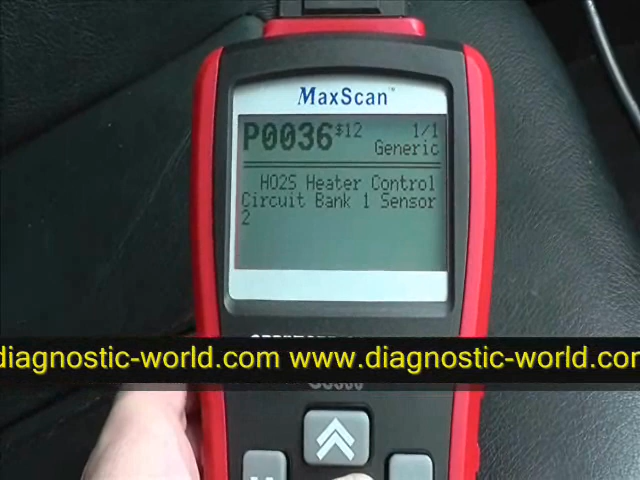 MaxScan™
P0036 $12 1/1
Generic
HO2S Heater Control
Circuit Bank 1 Sensor
2
diagnostic-world.com www.diagnostic-world.com